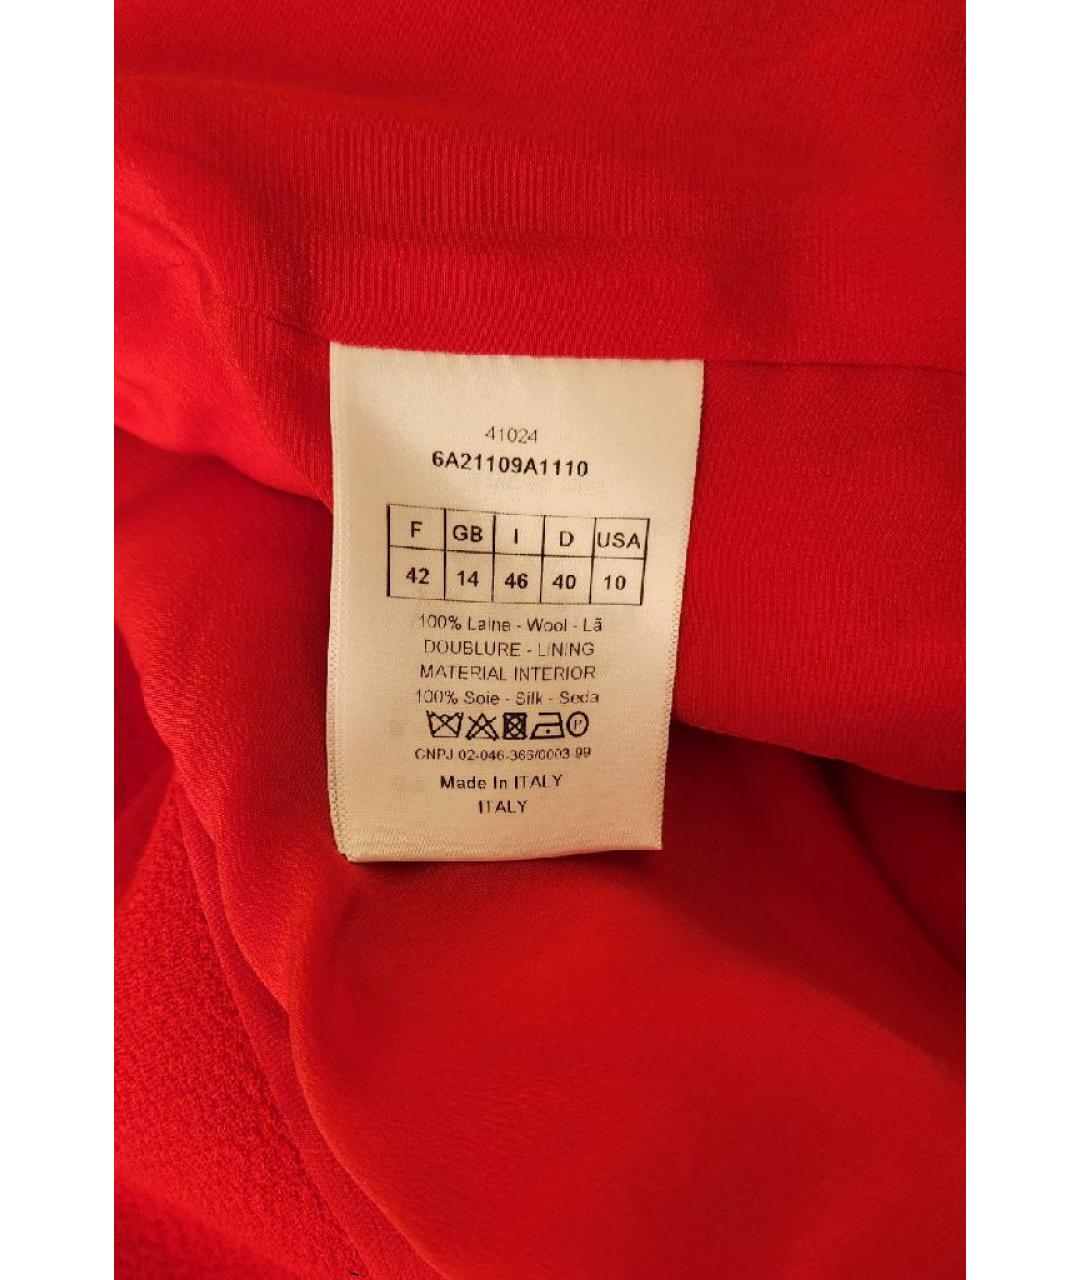 41024
6A21109A1110
F GB I D USA
42 14 46 40 10
100% Laine - Wool - Lã
DOUBLURE - LINING
MATERIAL INTERIOR
100% Soie - Silk - Seda
P
CNPJ 02-046-366/0003-99
Made In ITALY
ITALY